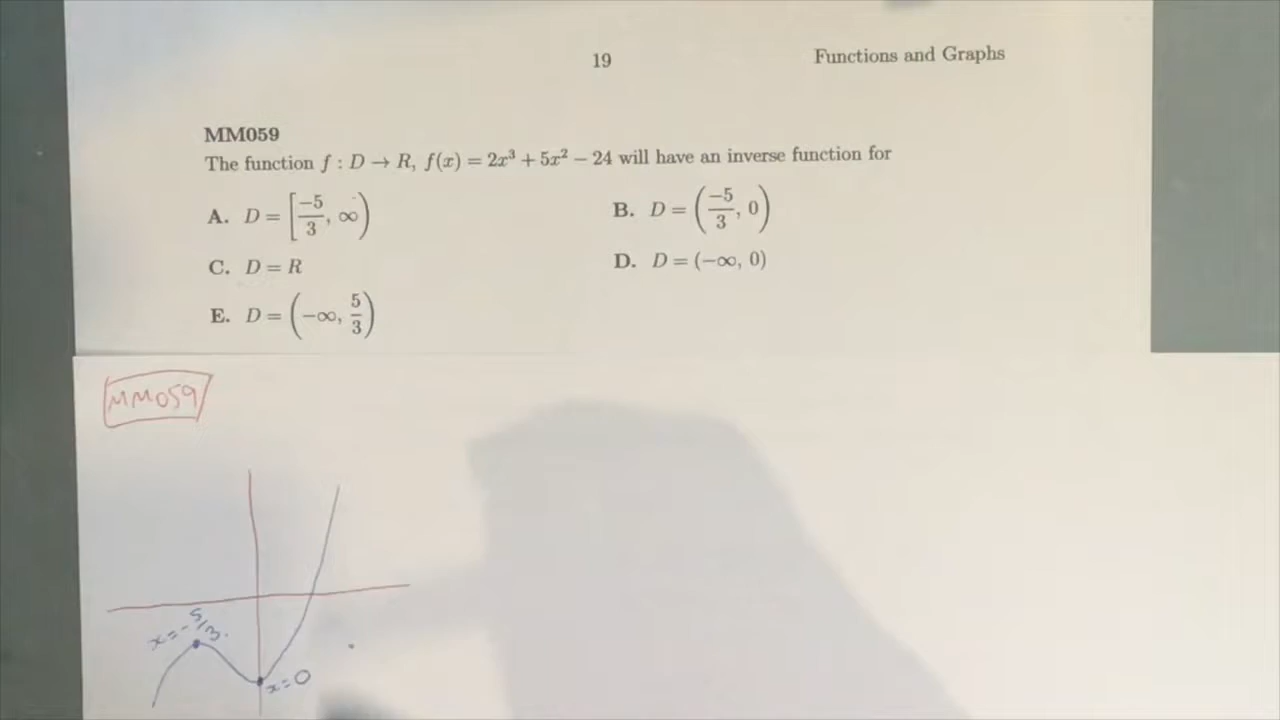 19 Functions and Graphs
MM059
The function f : D → R, f(x) = 2x³ + 5x² − 24 will have an inverse function for
A. D = [−5/3, ∞) B. D = (−5/3, 0)
C. D = R D. D = (−∞, 0)
E. D = (−∞, 5/3)
MM059
x=-5/3.
x=0